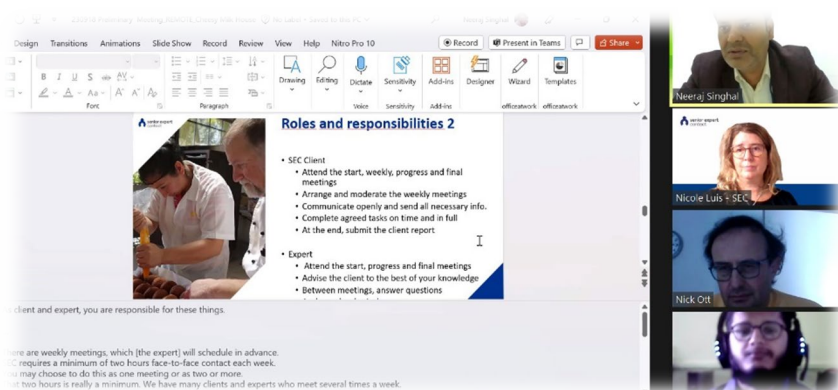 Neeraj Singhal
Design Transitions Animations Slide Show Record Review View Help Nitro Pro 10
Record Present in Teams Share
B I U S ab AV
A Aa A A
Drawing Editing Dictate Sensitivity Add-ins Designer Wizard Templates
Font Paragraph Voice Sensitivity Add-ins officeatwork officeatwork
senior expert contact
Roles and responsibilities 2
• SEC Client
• Attend the start, weekly, progress and final
meetings
• Arrange and moderate the weekly meetings
• Communicate openly and send all necessary info.
• Complete agreed tasks on time and in full
• At the end, submit the client report
• Expert
• Attend the start, progress and final meetings
• Advise the client to the best of your knowledge
• Between meetings, answer questions
client and expert, you are responsible for these things.
ere are weekly meetings, which [the expert] will schedule in advance.
requires a minimum of two hours face-to-face contact each week.
may choose to do this as one meeting or as two or more.
two hours is really a minimum. We have many clients and experts who meet several times a week.
Neeraj Singhal
senior expert contact
Nicole Luis - SEC
Nick Ott